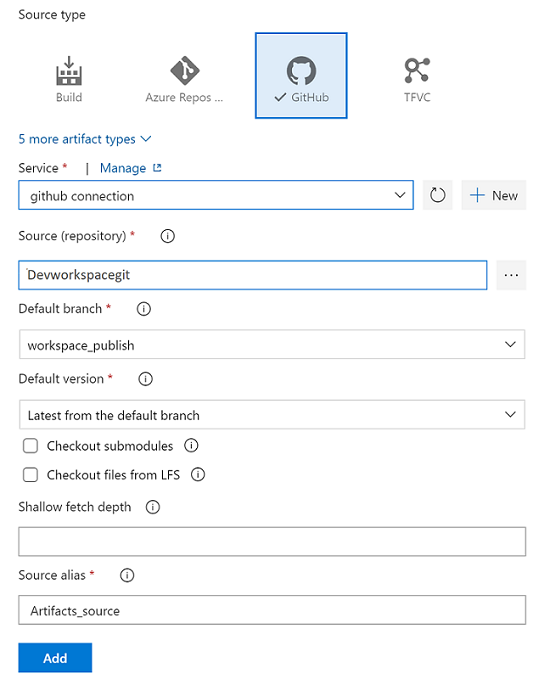 Source type
Build
Azure Repos ...
GitHub
TFVC
5 more artifact types
Service * | Manage
github connection
New
Source (repository) *
Devworkspacegit
...
Default branch *
workspace_publish
Default version *
Latest from the default branch
Checkout submodules
Checkout files from LFS
Shallow fetch depth
Source alias *
Artifacts_source
Add